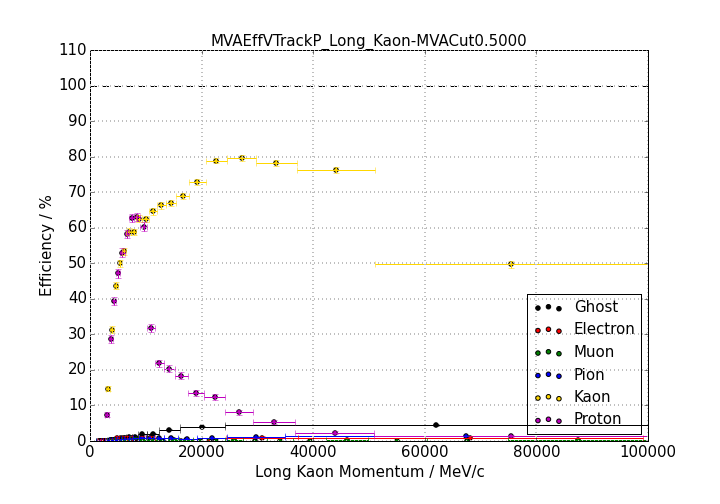 MVAEffVTrackP_Long_Kaon-MVACut0.5000
110
100
90
80
70
60
50
40
30
20
10
0
Efficiency / %
Ghost
Electron
Muon
Pion
Kaon
Proton
0 20000 40000 60000 80000 100000
Long Kaon Momentum / MeV/c